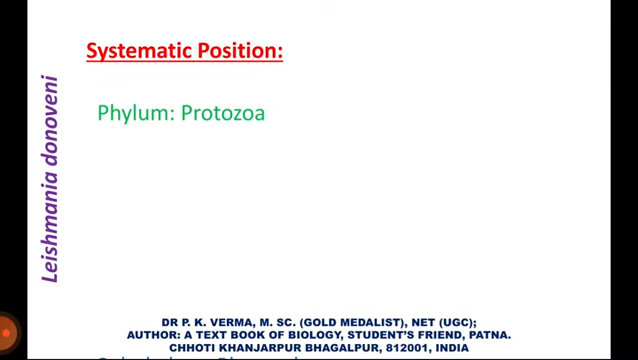 Systematic Position:
Leishmania donoveni
Phylum: Protozoa
DR P. K. VERMA, M. SC. (GOLD MEDALIST), NET (UGC);
AUTHOR: A TEXT BOOK OF BIOLOGY, STUDENT’S FRIEND, PATNA.
CHHOTI KHANJARPUR BHAGALPUR, 812001, INDIA